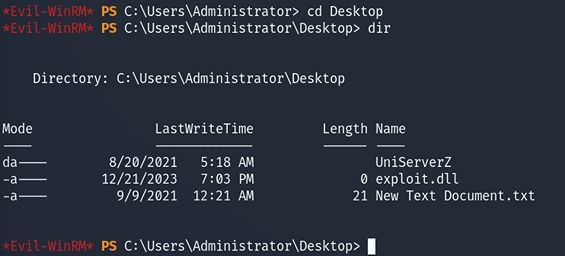 *Evil-WinRM* PS C:\Users\Administrator> cd Desktop
*Evil-WinRM* PS C:\Users\Administrator\Desktop> dir
Directory: C:\Users\Administrator\Desktop
Mode LastWriteTime Length Name
---- ------------- ------ ----
da---- 8/20/2021 5:18 AM UniServerZ
-a---- 12/21/2023 7:03 PM 0 exploit.dll
-a---- 9/9/2021 12:21 AM 21 New Text Document.txt
*Evil-WinRM* PS C:\Users\Administrator\Desktop>